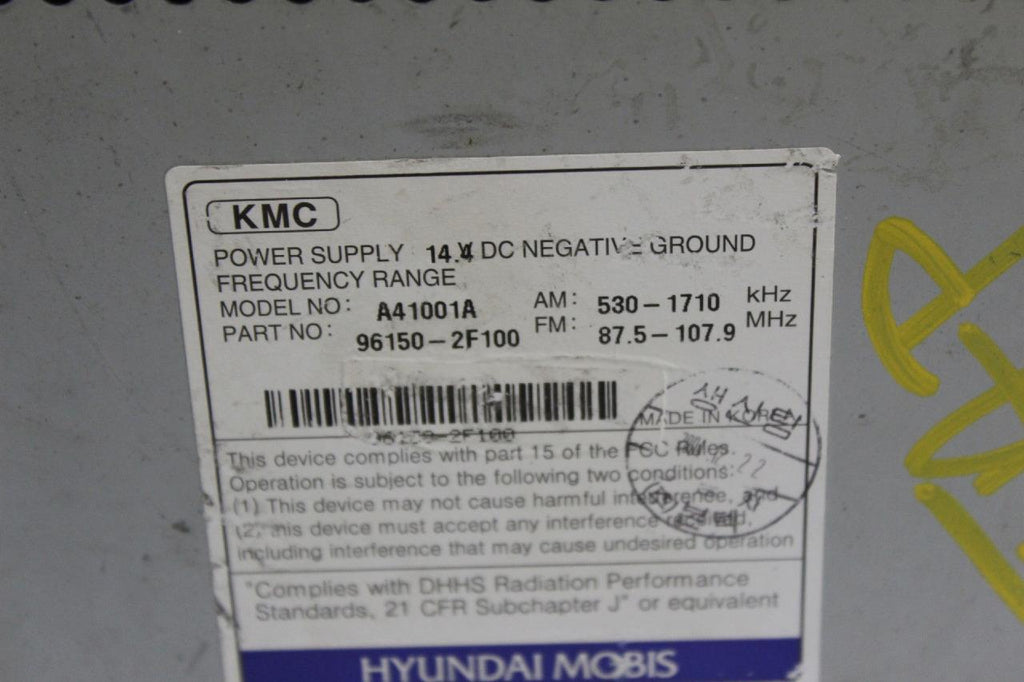 KMC
POWER SUPPLY 14.4 DC NEGATIVE GROUND
FREQUENCY RANGE
MODEL NO: A41001A AM: 530-1710 kHz
PART NO: 96150-2F100 FM: 87.5-107.9 MHz
MADE IN KOREA
96150-2F100
This device complies with part 15 of the FCC Rules.
Operation is subject to the following two conditions:
(1) This device may not cause harmful interference, and
(2) this device must accept any interference received,
including interference that may cause undesired operation
"Complies with DHHS Radiation Performance
Standards, 21 CFR Subchapter J" or equivalent
HYUNDAI MOBIS